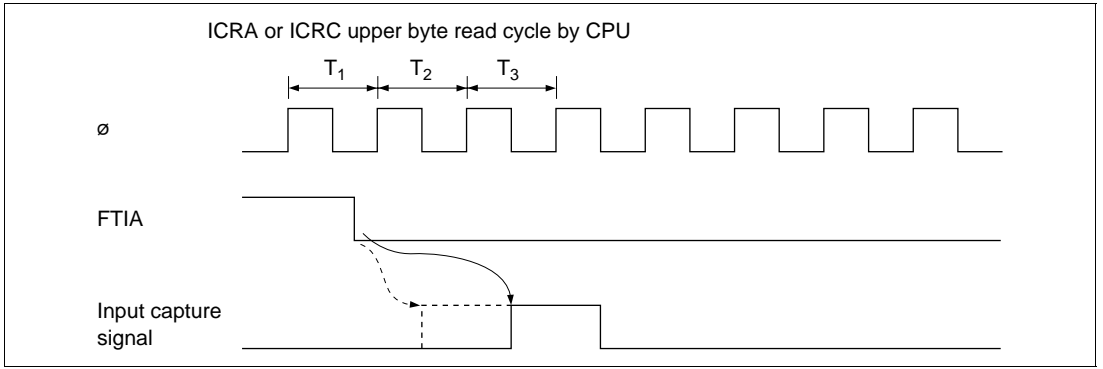 ICRA or ICRC upper byte read cycle by CPU
T1 T2 T3
ø
FTIA
Input capture
signal